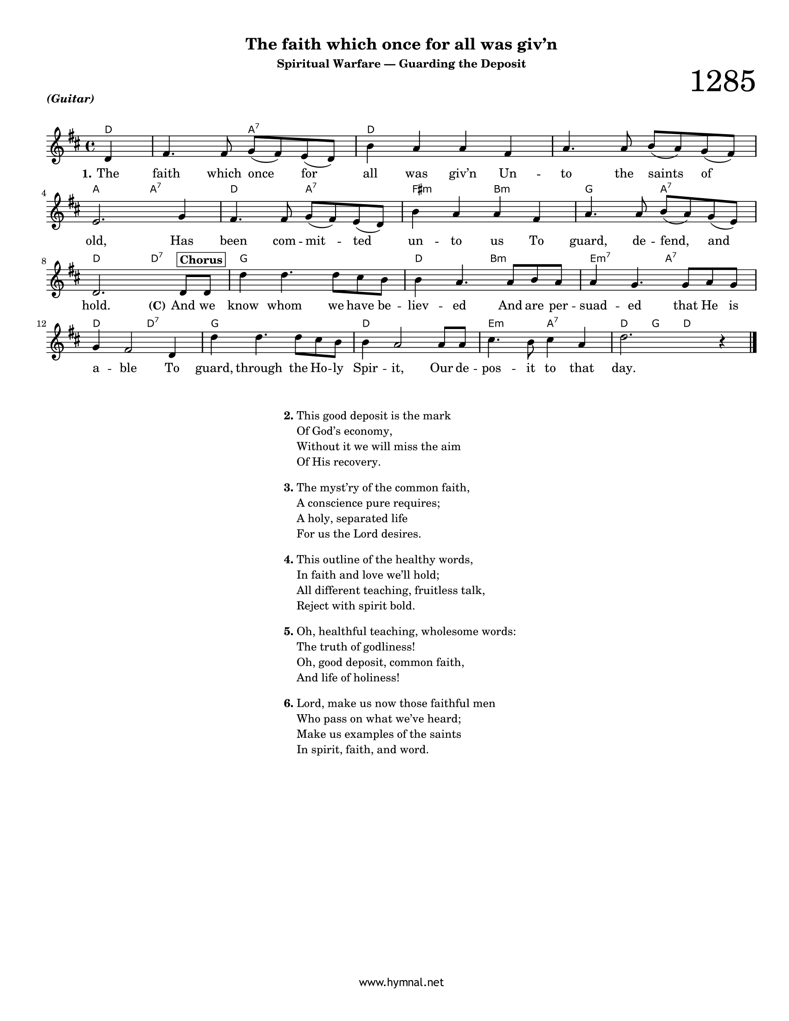 The faith which once for all was giv’n
Spiritual Warfare — Guarding the Deposit
1285
(Guitar)
D A7 D
1. The faith which once for all was giv’n Un - to the saints of
4 A A7 D A7 F♯m Bm G A7
old, Has been com - mit - ted un - to us To guard, de - fend, and
8 D D7 Chorus G D Bm Em7 A7
hold. (C) And we know whom we have be - liev - ed And are per - suad - ed that He is
12 D D7 G D Em A7 D G D
a - ble To guard, through the Ho - ly Spir - it, Our de - pos - it to that day.
2. This good deposit is the mark
Of God’s economy,
Without it we will miss the aim
Of His recovery.
3. The myst’ry of the common faith,
A conscience pure requires;
A holy, separated life
For us the Lord desires.
4. This outline of the healthy words,
In faith and love we’ll hold;
All different teaching, fruitless talk,
Reject with spirit bold.
5. Oh, healthful teaching, wholesome words:
The truth of godliness!
Oh, good deposit, common faith,
And life of holiness!
6. Lord, make us now those faithful men
Who pass on what we’ve heard;
Make us examples of the saints
In spirit, faith, and word.
www.hymnal.net